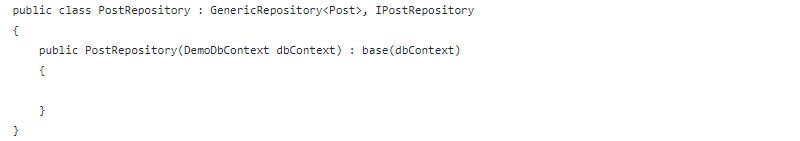 public class PostRepository : GenericRepository<Post>, IPostRepository
{
    public PostRepository(DemoDbContext dbContext) : base(dbContext)
    {
    }
}